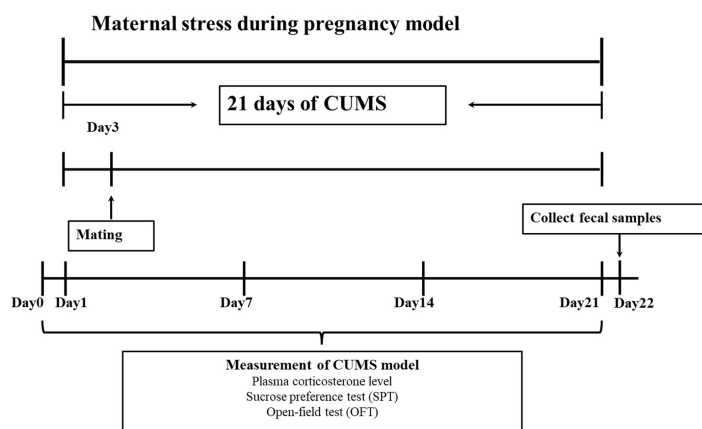 Maternal stress during pregnancy model
21 days of CUMS
Day3
Mating
Collect fecal samples
Day0
Day1
Day7
Day14
Day21
Day22
Measurement of CUMS model
Plasma corticosterone level
Sucrose preference test (SPT)
Open-field test (OFT)